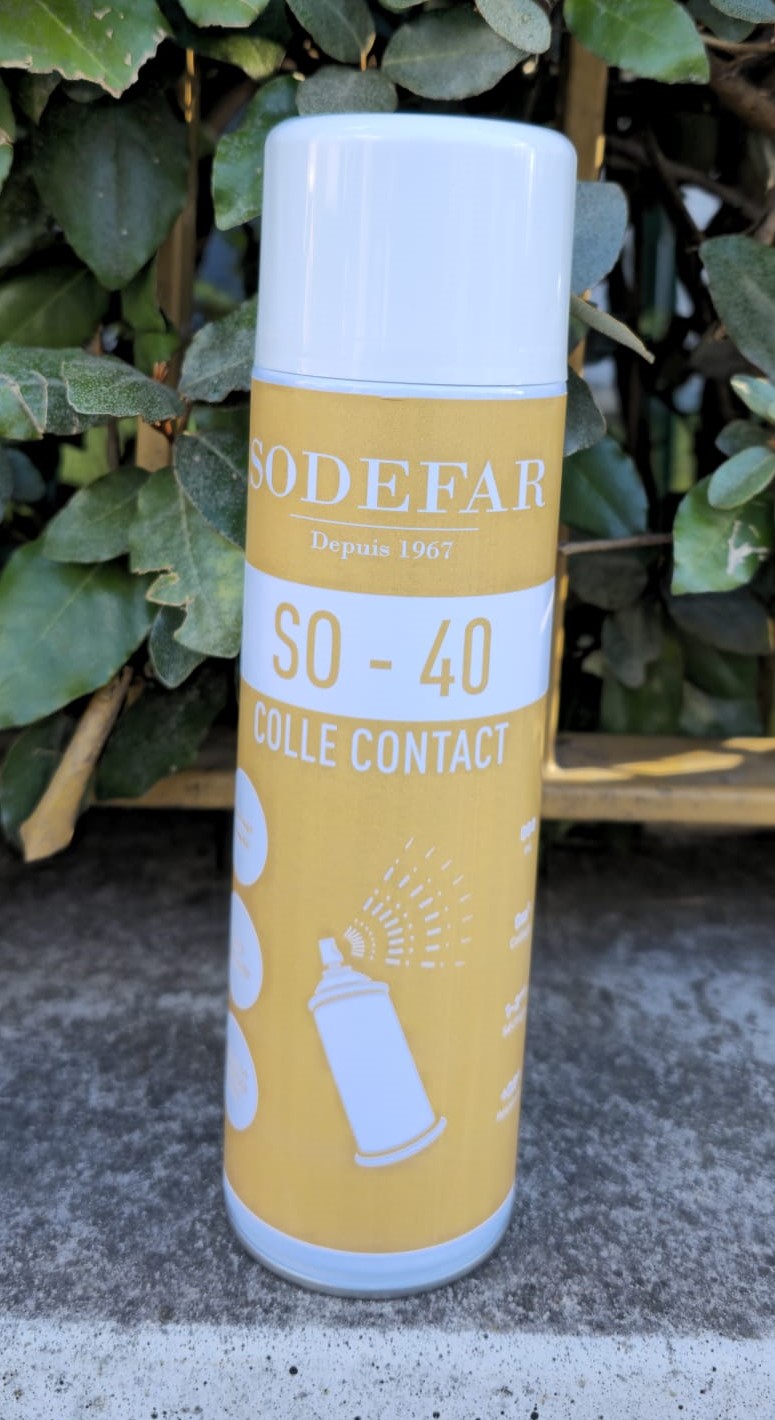 SODEFAR
Depuis 1967
SO - 40
COLLE CONTACT